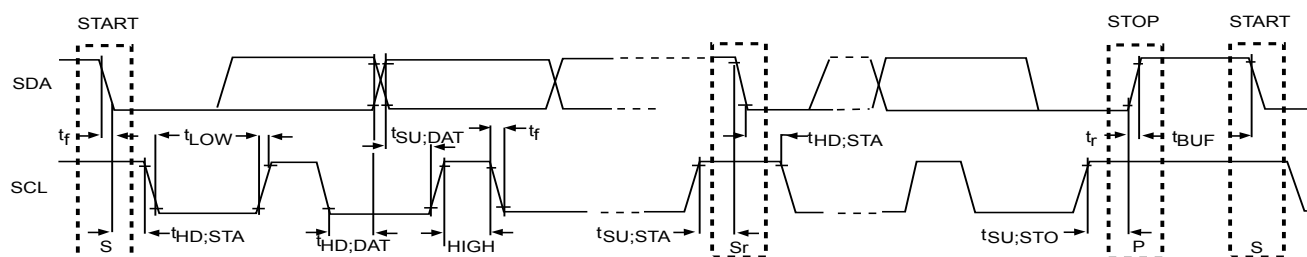 START STOP START
SDA
tf tLOW tSU;DAT tf tHD;STA tr tBUF
SCL
tHD;STA tHD;DAT HIGH tSU;STA tSU;STO
S Sr P S